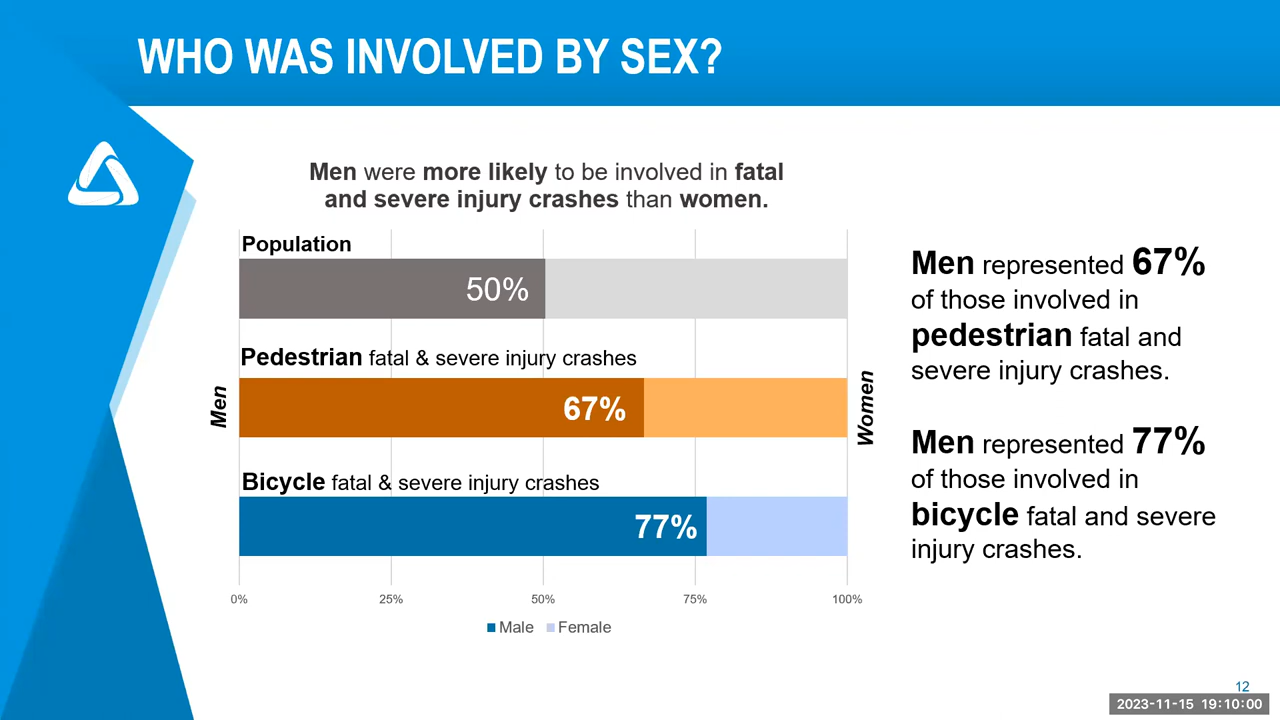 WHO WAS INVOLVED BY SEX?
Men were more likely to be involved in fatal
and severe injury crashes than women.
Population
50%
Pedestrian fatal & severe injury crashes
67%
Bicycle fatal & severe injury crashes
77%
Men
Women
0% 25% 50% 75% 100%
Male Female
Men represented 67%
of those involved in
pedestrian fatal and
severe injury crashes.
Men represented 77%
of those involved in
bicycle fatal and severe
injury crashes.
12
2023-11-15 19:10:00